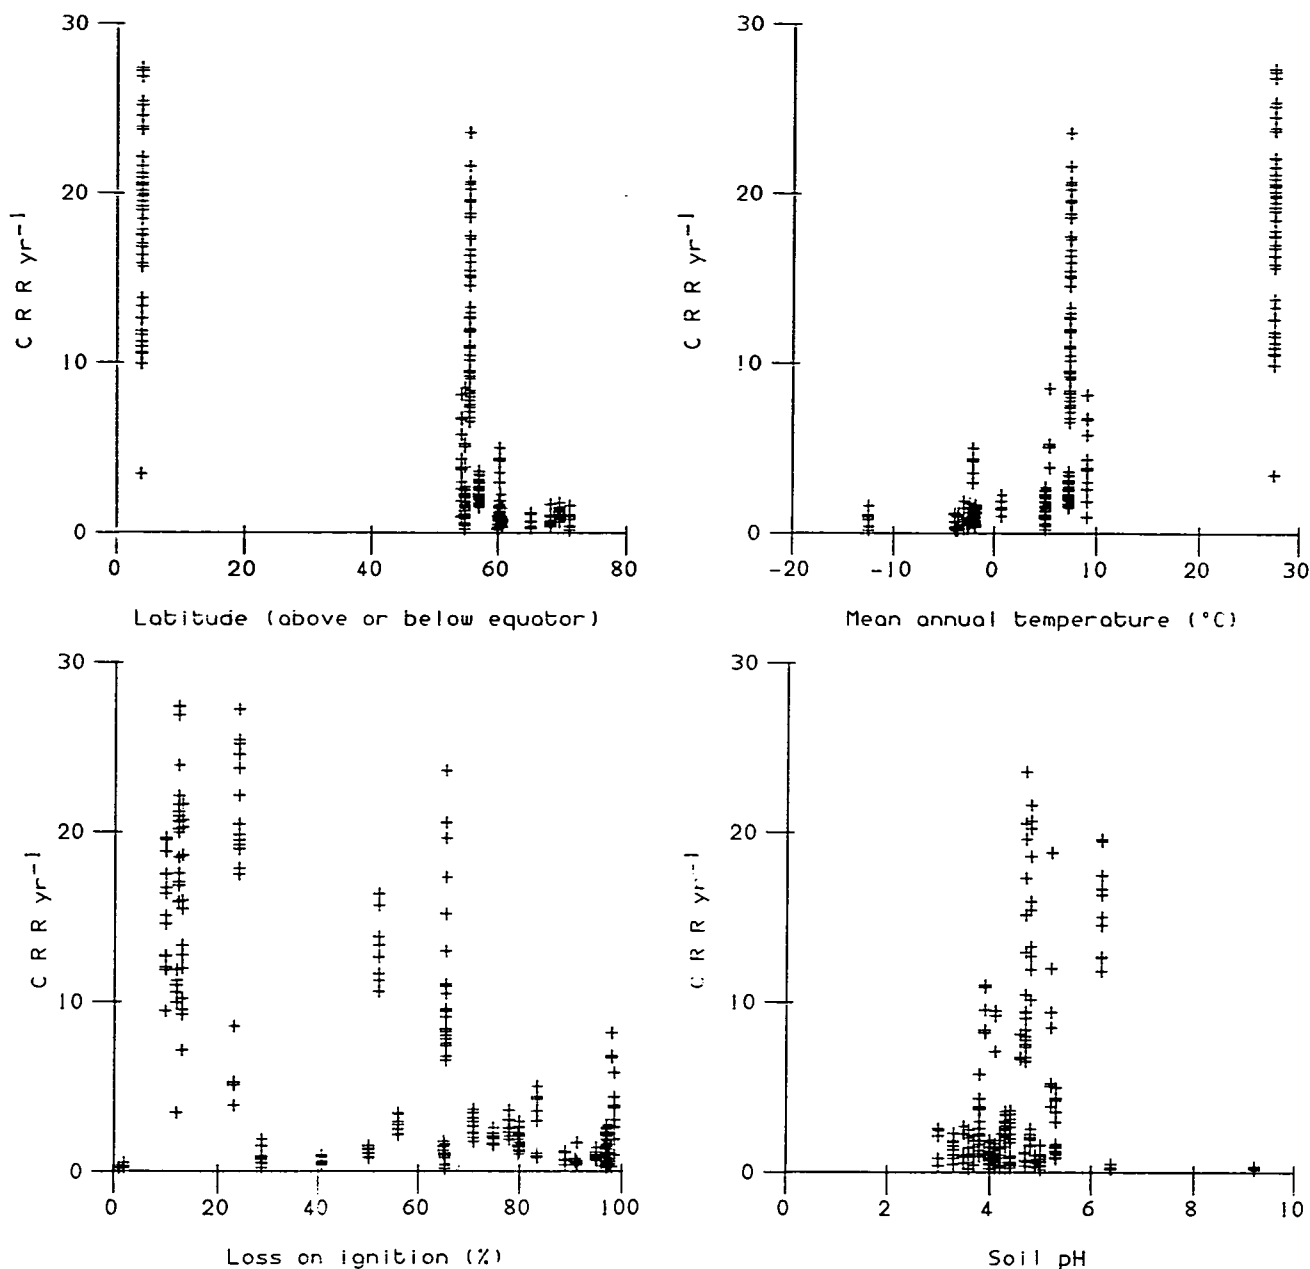 30
20
10
0
C R R yr⁻¹
0 20 40 60 80
Latitude (above or below equator)
30
20
10
0
C R R yr⁻¹
-20 -10 0 10 20 30
Mean annual temperature (°C)
30
20
10
0
C R R yr⁻¹
0 20 40 60 80 100
Loss on ignition (%)
30
20
10
0
C R R yr⁻¹
0 2 4 6 8 10
Soil pH